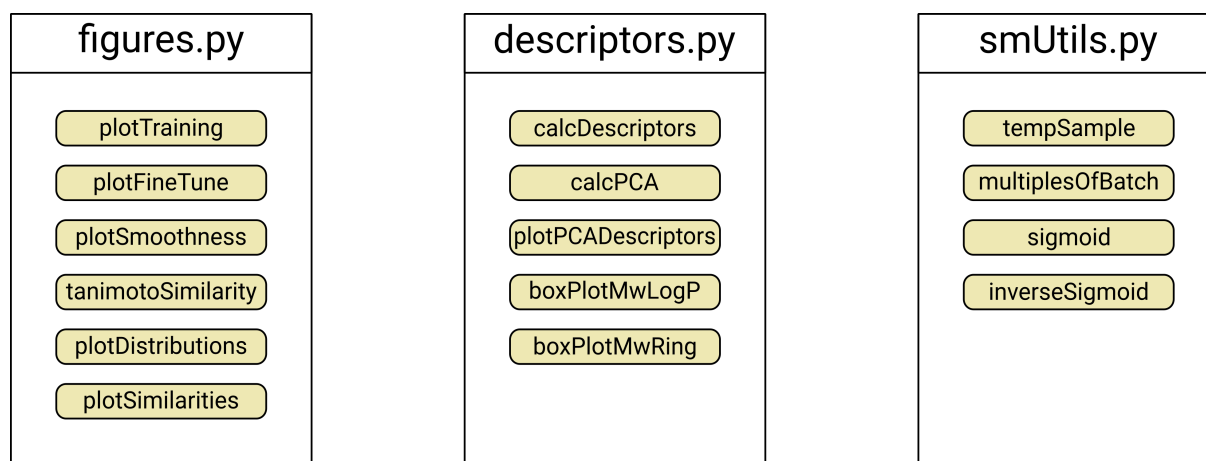 figures.py
plotTraining
plotFineTune
plotSmoothness
tanimotoSimilarity
plotDistributions
plotSimilarities
descriptors.py
calcDescriptors
calcPCA
plotPCADescriptors
boxPlotMwLogP
boxPlotMwRing
smUtils.py
tempSample
multiplesOfBatch
sigmoid
inverseSigmoid